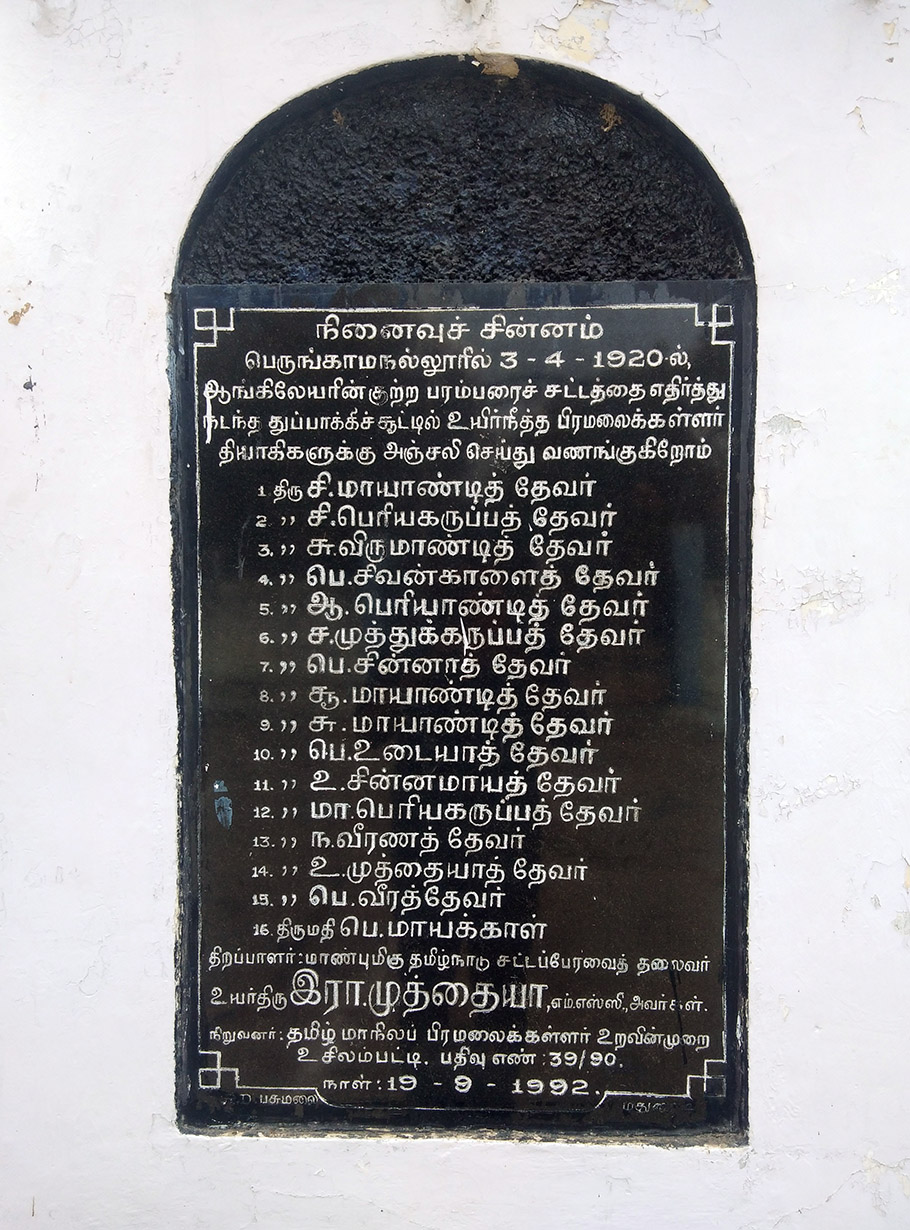 நினைவுச் சின்னம்
பெருங்காமநல்லூரில் 3 - 4 - 1920-ல்,
ஆங்கிலேயரின் குற்ற பரம்பரைச் சட்டத்தை எதிர்த்து
நடந்த துப்பாக்கிச்சூட்டில் உயிர்நீத்த பிரமலைக்கள்ளர்
தியாகிகளுக்கு அஞ்சலி செய்து வணங்குகிறோம்
1 திரு சி.மாயாண்டித் தேவர்
2. ,, சி.பெரியகருப்பத் தேவர்
3. ,, சு.விருமாண்டித் தேவர்
4. ,, பெ.சிவன்காளைத் தேவர்
5. ,, ஆ.பெரியாண்டித் தேவர்
6. ,, ச.முத்துக்கருப்பத் தேவர்
7. ,, பெ.சின்னாத் தேவர்
8. ,, சூ.மாயாண்டித் தேவர்
9. ,, சு.மாயாண்டித் தேவர்
10. ,, பெ.உடையாத் தேவர்
11. ,, உ.சின்னமாயத் தேவர்
12. ,, மா.பெரியகருப்பத் தேவர்
13. ,, ந.வீரணத் தேவர்
14. ,, உ.முத்தையாத் தேவர்
15. ,, பெ.வீரத்தேவர்
16. திருமதி பெ.மாயக்காள்
திறப்பாளர்: மாண்புமிகு தமிழ்நாடு சட்டப்பேரவைத் தலைவர்
உயர்திரு இரா.முத்தையா, எம்.எஸ்ஸி., அவர்கள்.
நிறுவனர்: தமிழ் மாநிலப் பிரமலைக்கள்ளர் உறவின்முறை
உசிலம்பட்டி. பதிவு எண் : 39/90.
நாள் : 19 - 9 - 1992.
பசுமலை